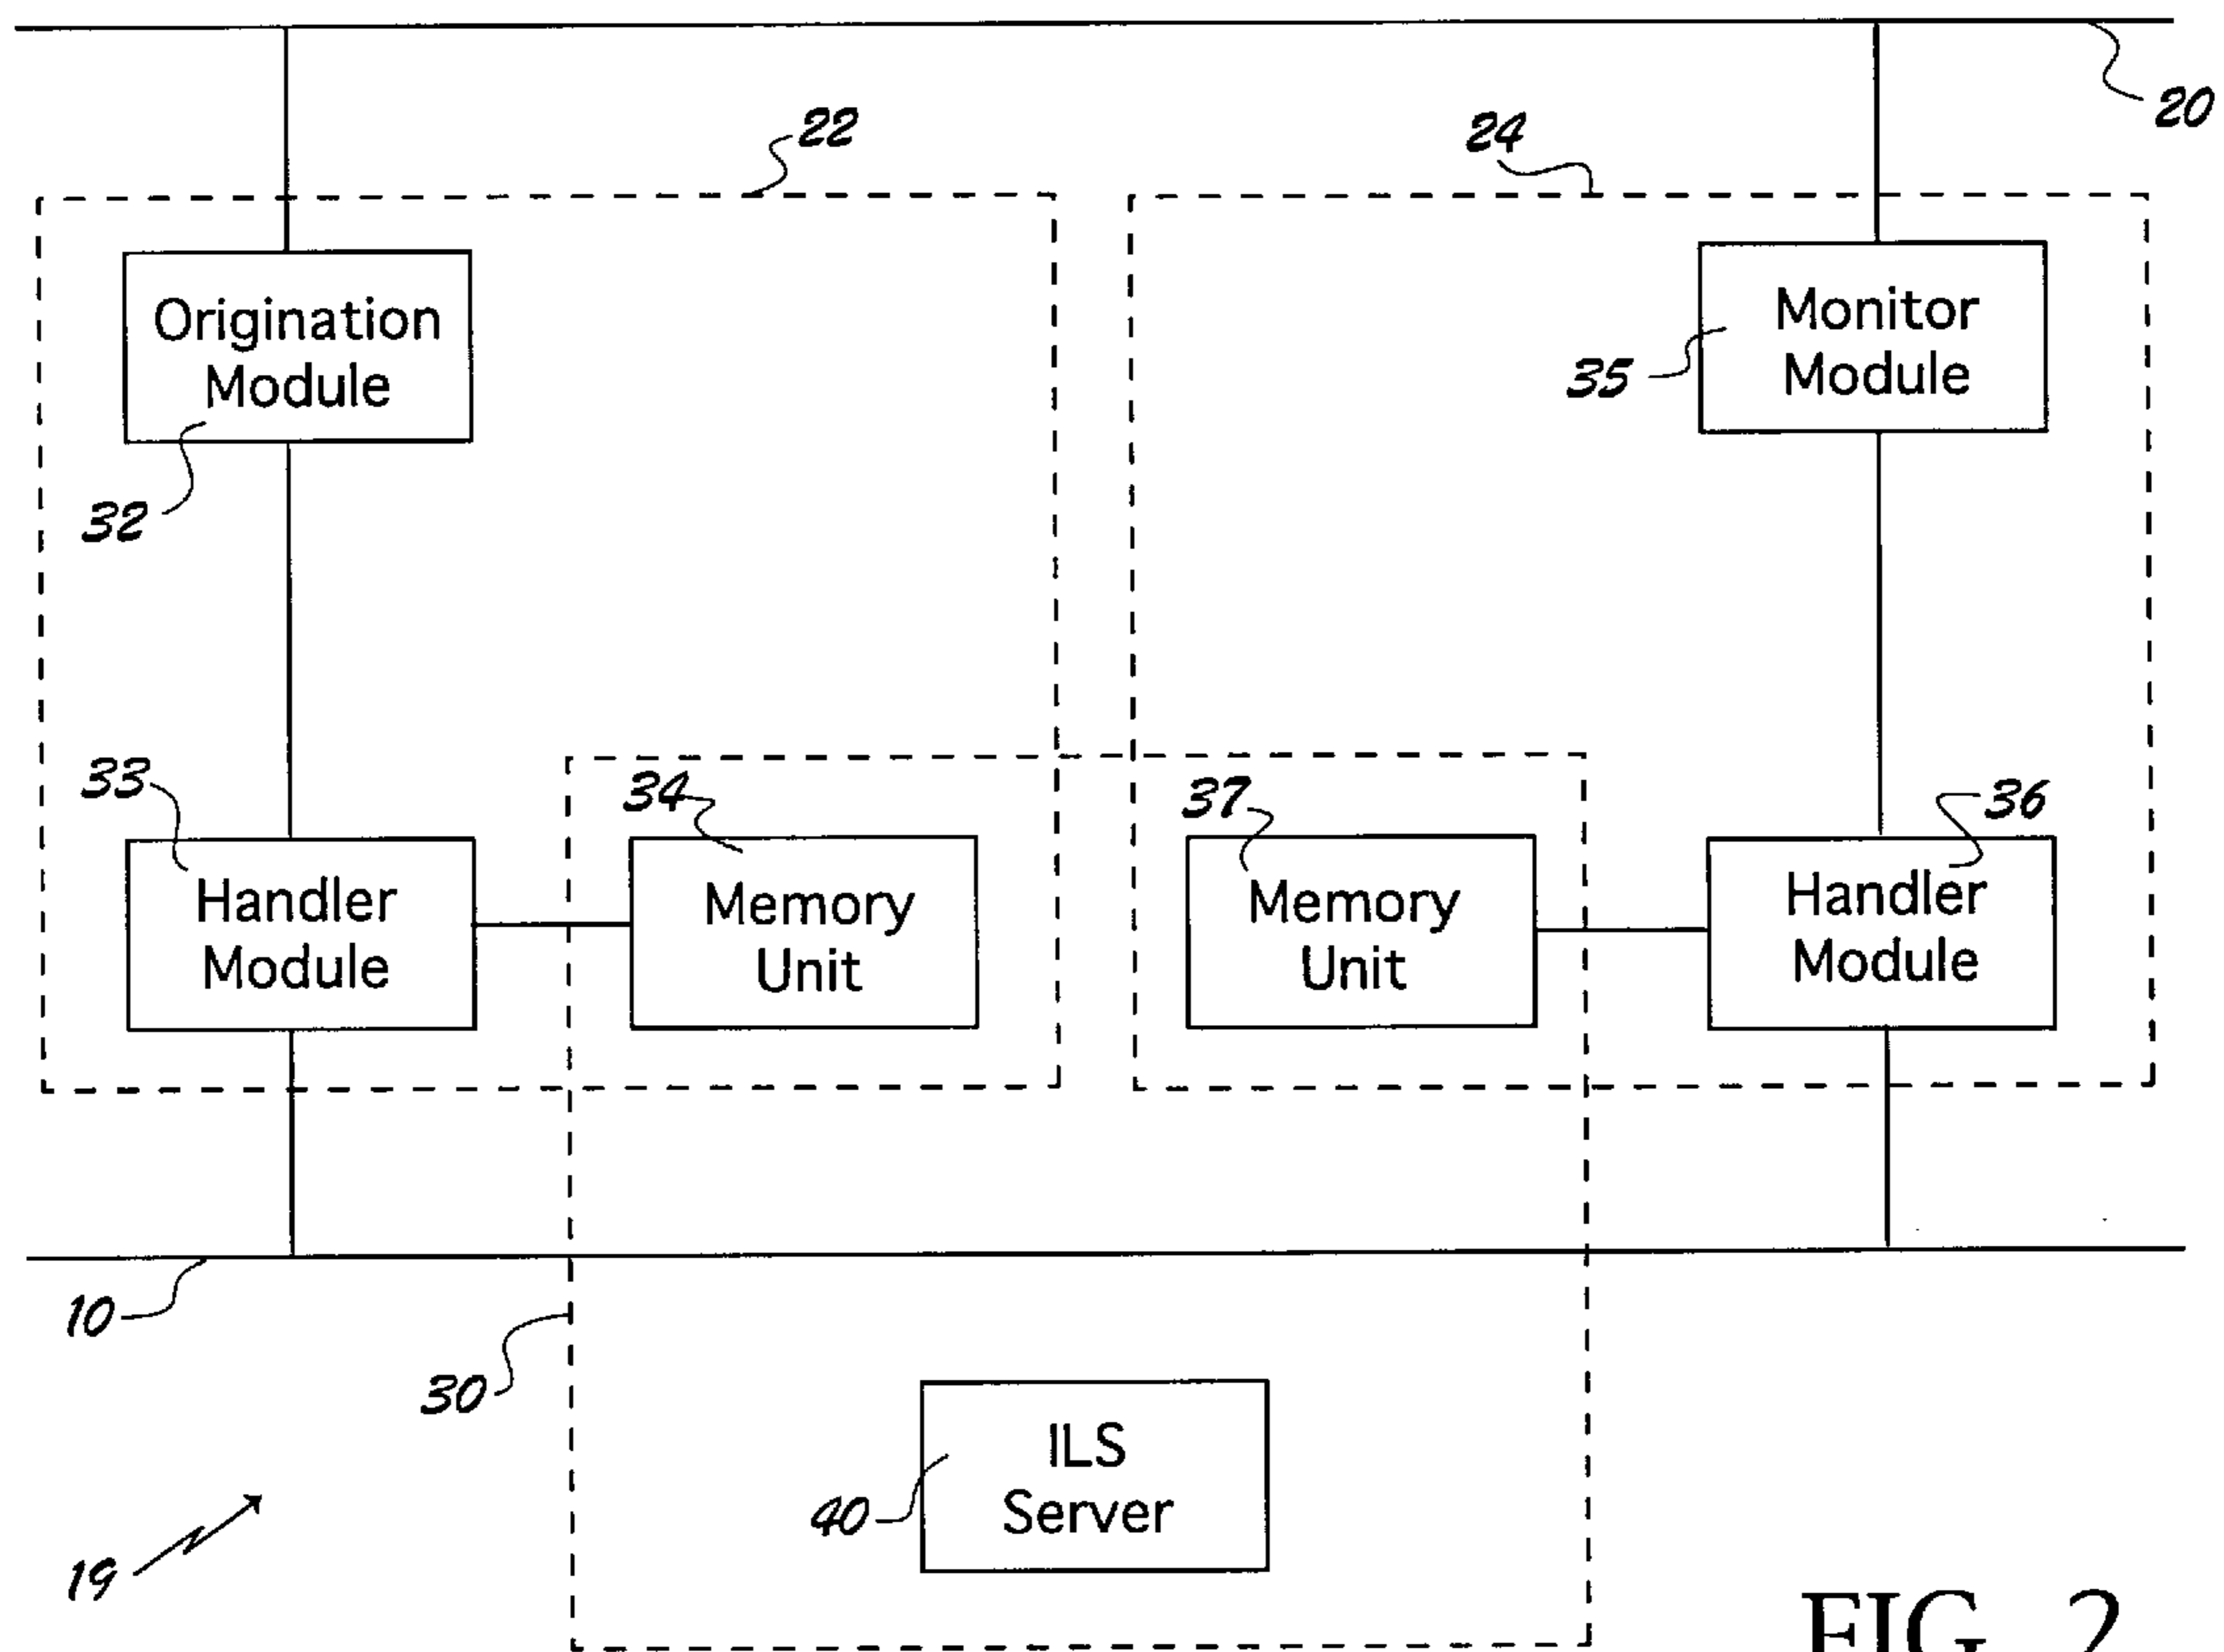 20
22
24
Origination
Module
32
Monitor
Module
35
33
34
37
36
Handler
Module
Memory
Unit
Memory
Unit
Handler
Module
10
30
ILS
Server
40
19
FIG. 2